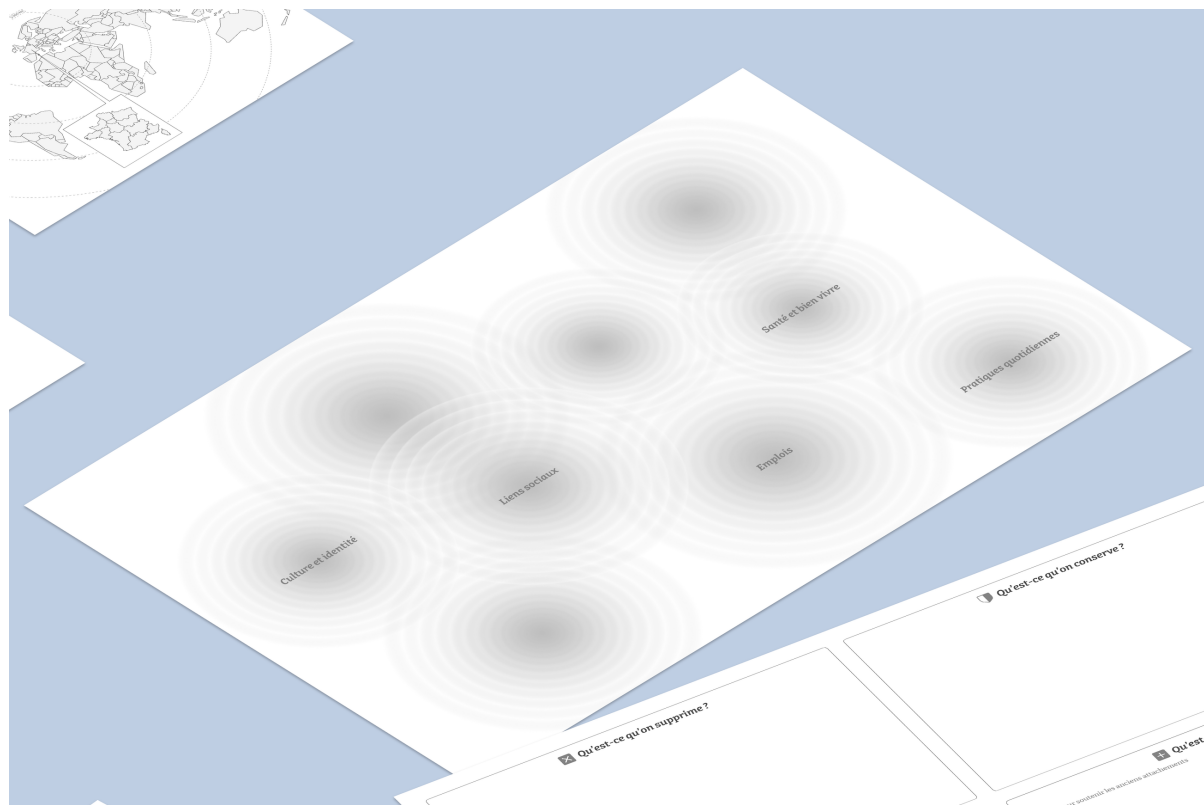 Santé et bien vivre
Pratiques quotidiennes
Emplois
Liens sociaux
Culture et identité
Qu'est-ce qu'on conserve ?
Qu'est-ce qu'on supprime ?
Qu'est
soutenir les anciens attachements